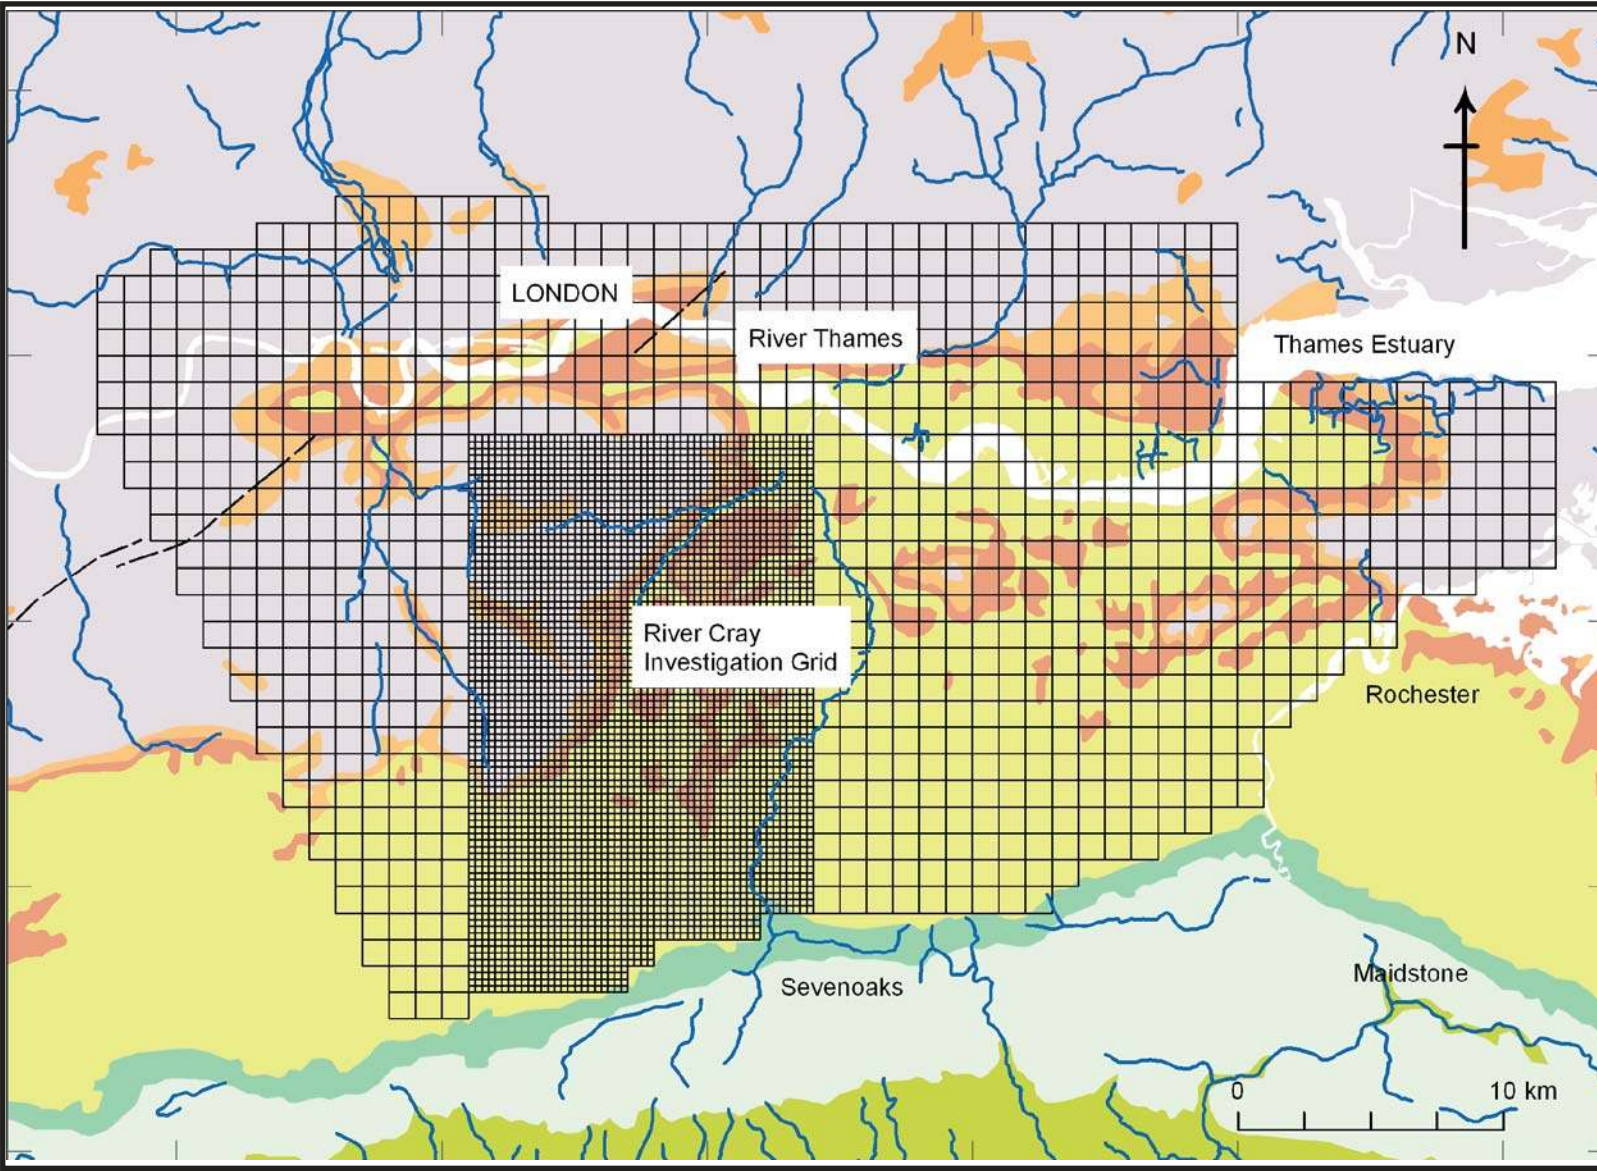 N
LONDON
River Thames
Thames Estuary
River Cray
Investigation Grid
Rochester
Sevenoaks
Maidstone
0 10 km